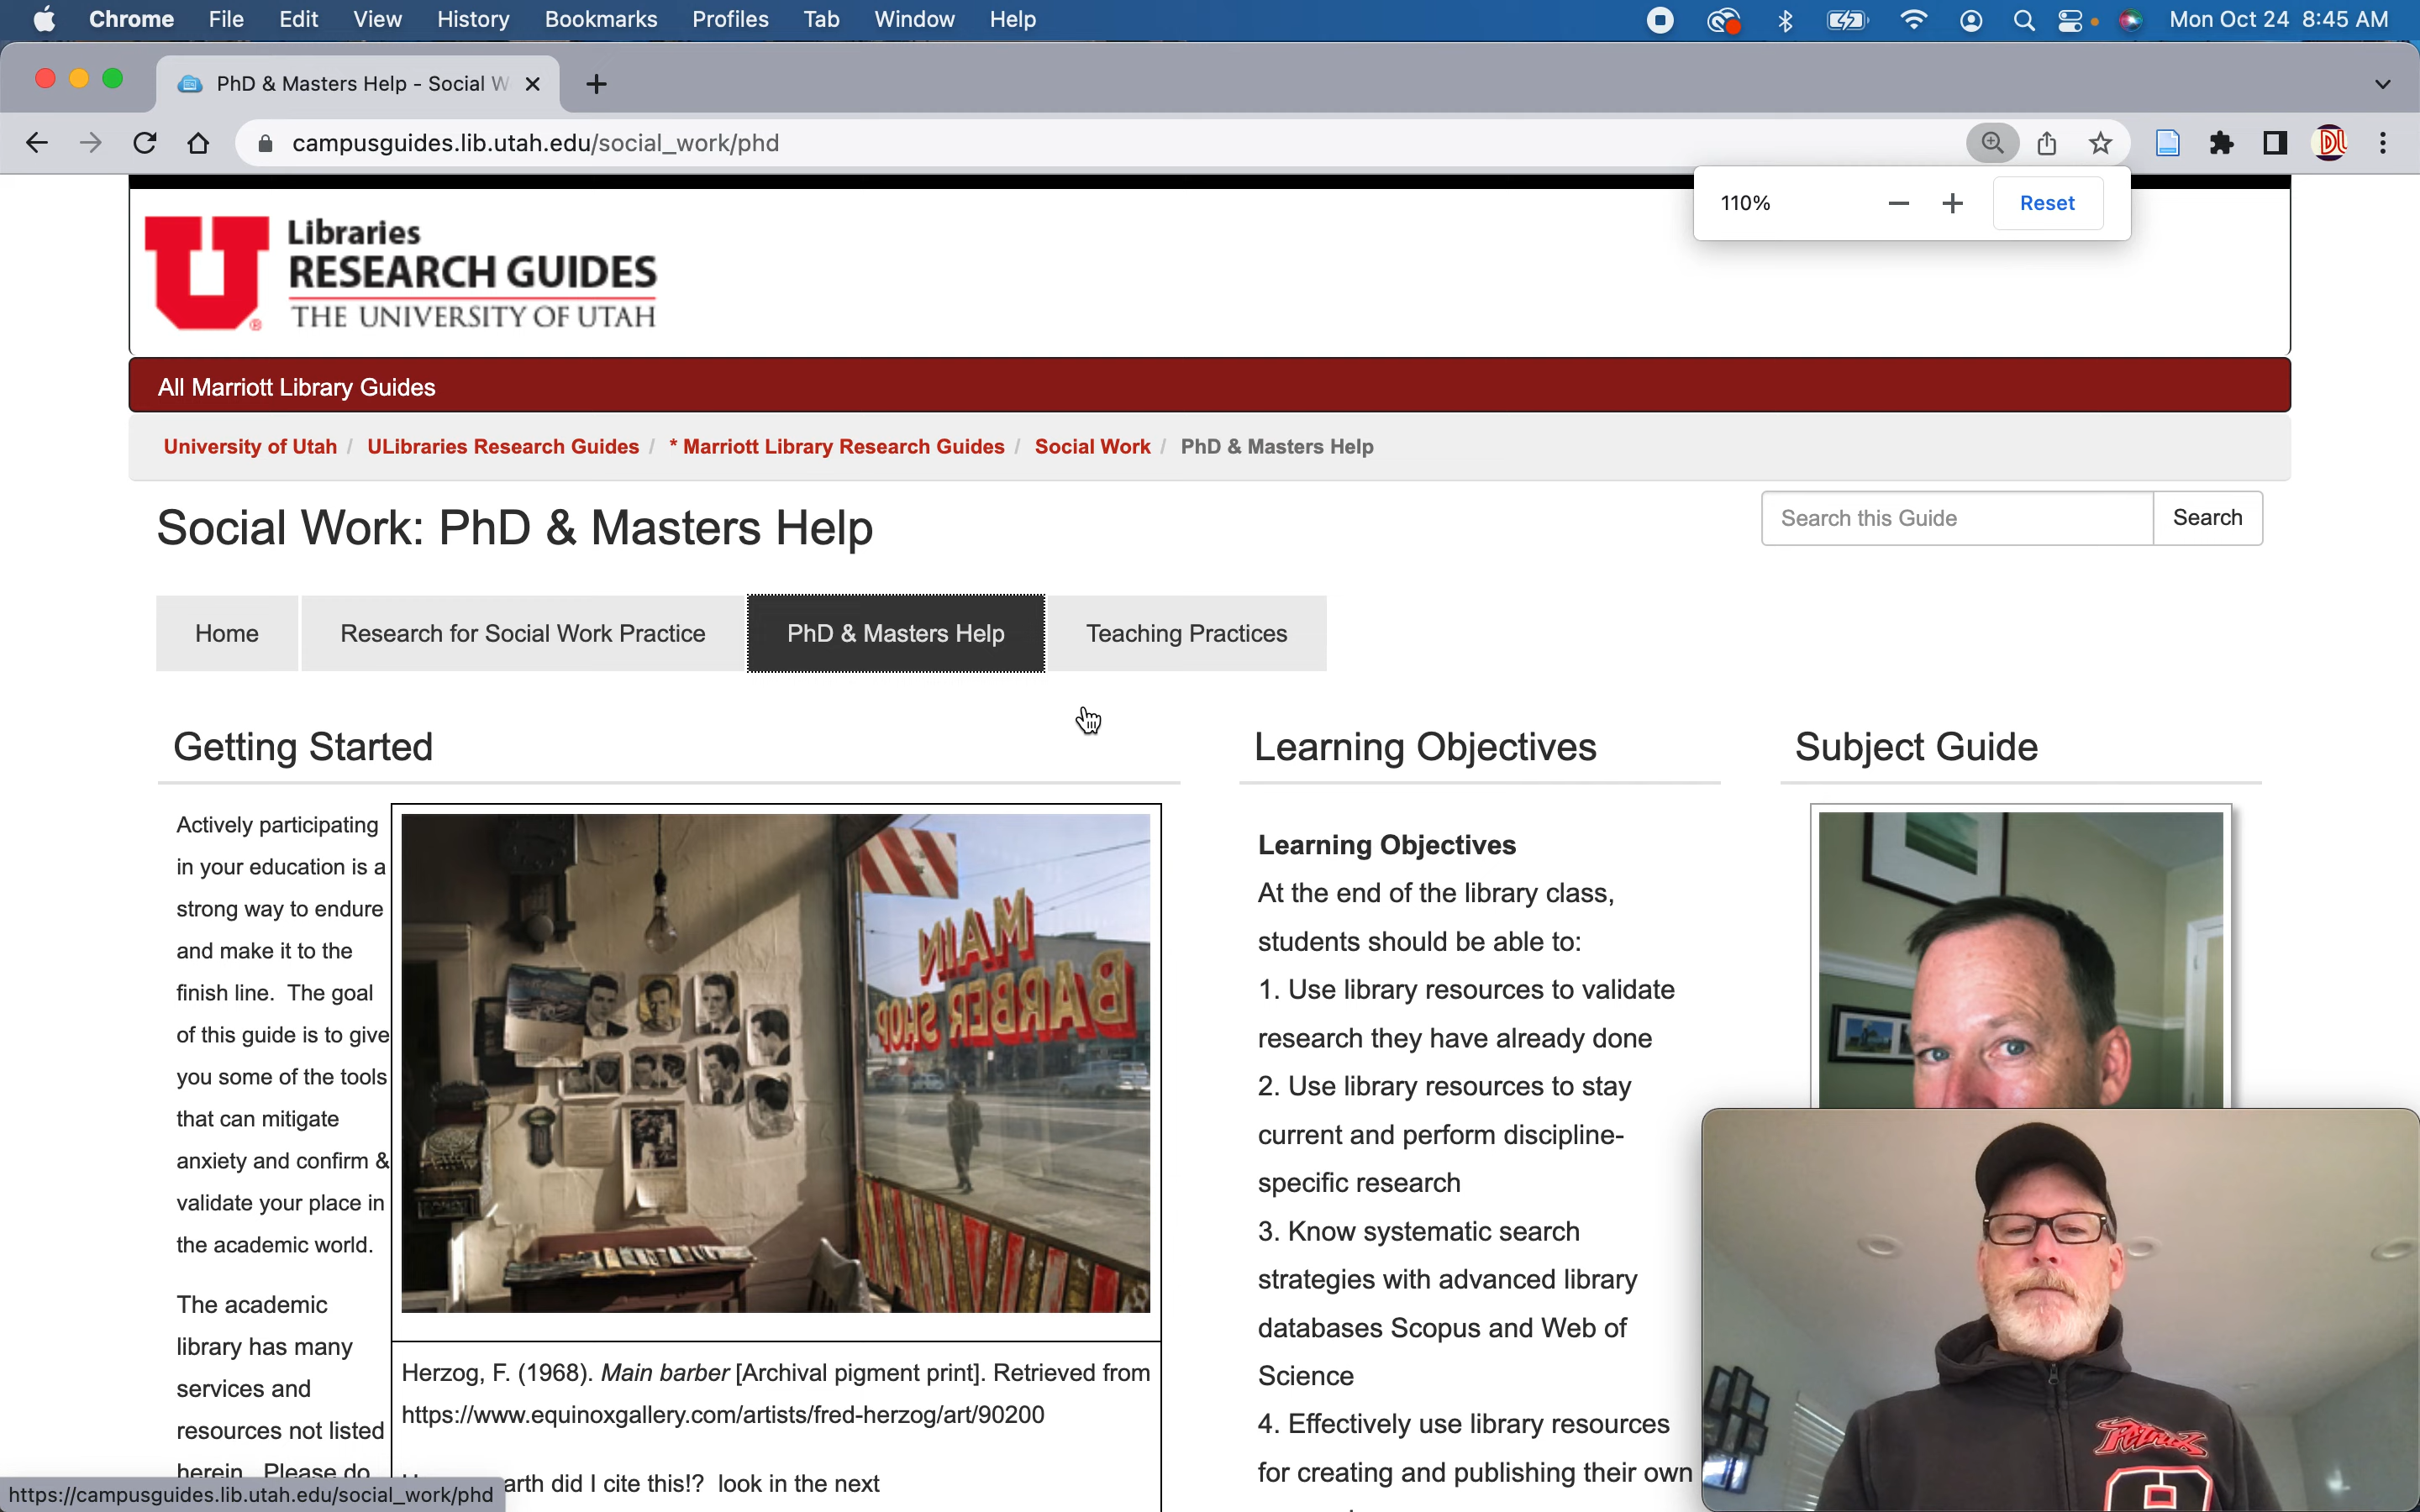 Chrome File Edit View History Bookmarks Profiles Tab Window Help Mon Oct 24 8:45 AM
PhD & Masters Help - Social W
campusguides.lib.utah.edu/social_work/phd
110% Reset
Libraries
RESEARCH GUIDES
THE UNIVERSITY OF UTAH
All Marriott Library Guides
University of Utah / ULibraries Research Guides / * Marriott Library Research Guides / Social Work / PhD & Masters Help
Social Work: PhD & Masters Help
Search this Guide Search
Home Research for Social Work Practice PhD & Masters Help Teaching Practices
Getting Started
Actively participating
in your education is a
strong way to endure
and make it to the
finish line. The goal
of this guide is to give
you some of the tools
that can mitigate
anxiety and confirm &
validate your place in
the academic world.
The academic
library has many
services and
resources not listed
herein. Please do
MAIN
BARBER SHOP
Herzog, F. (1968). Main barber [Archival pigment print]. Retrieved from
https://www.equinoxgallery.com/artists/fred-herzog/art/90200
arth did I cite this!? look in the next
Learning Objectives
Learning Objectives
At the end of the library class,
students should be able to:
1. Use library resources to validate
research they have already done
2. Use library resources to stay
current and perform discipline-
specific research
3. Know systematic search
strategies with advanced library
databases Scopus and Web of
Science
4. Effectively use library resources
for creating and publishing their own
Subject Guide
https://campusguides.lib.utah.edu/social_work/phd